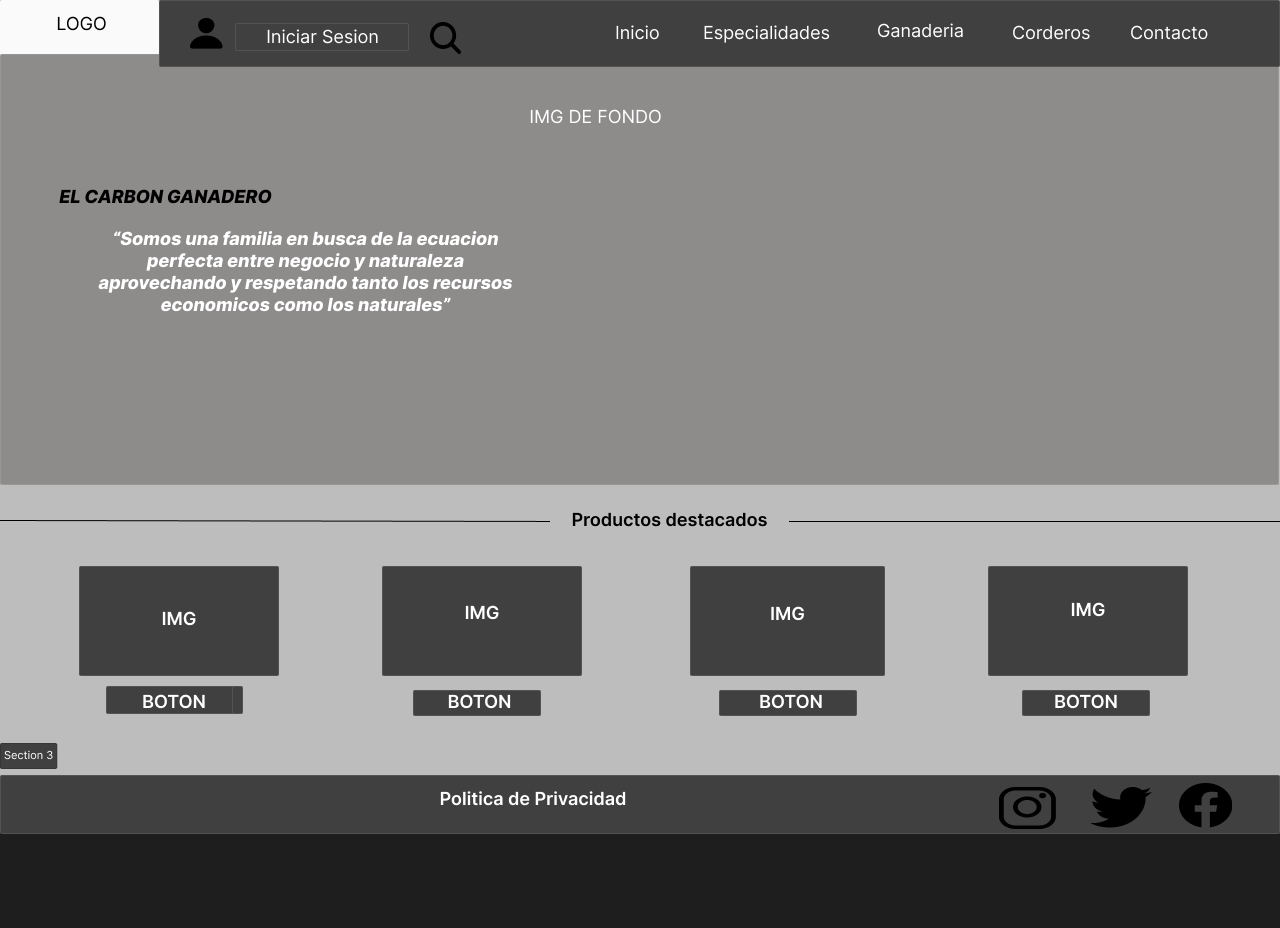 LOGO
Iniciar Sesion
Inicio
Especialidades
Ganaderia
Corderos
Contacto
IMG DE FONDO
EL CARBON GANADERO
“Somos una familia en busca de la ecuacion
perfecta entre negocio y naturaleza
aprovechando y respetando tanto los recursos
economicos como los naturales”
Productos destacados
IMG
IMG
IMG
IMG
BOTON
BOTON
BOTON
BOTON
Section 3
Politica de Privacidad